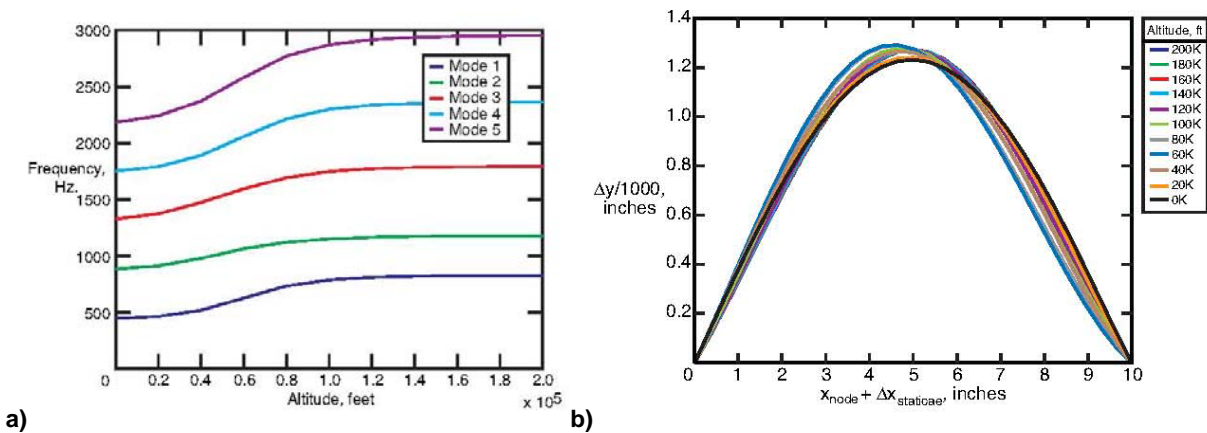 3000
2500
2000
1500
1000
500
0
Frequency,
Hz.
Mode 1
Mode 2
Mode 3
Mode 4
Mode 5
0.2 0.4 0.6 0.8 1.0 1.2 1.4 1.6 1.8 2.0
Altitude, feet
x 10⁵
a)
1.4
1.2
1.0
0.8
0.6
0.4
0.2
Δy/1000,
inches
0 1 2 3 4 5 6 7 8 9 10
x_node + Δx_staticae, inches
Altitude, ft
200K
180K
160K
140K
120K
100K
80K
60K
40K
20K
0K
b)